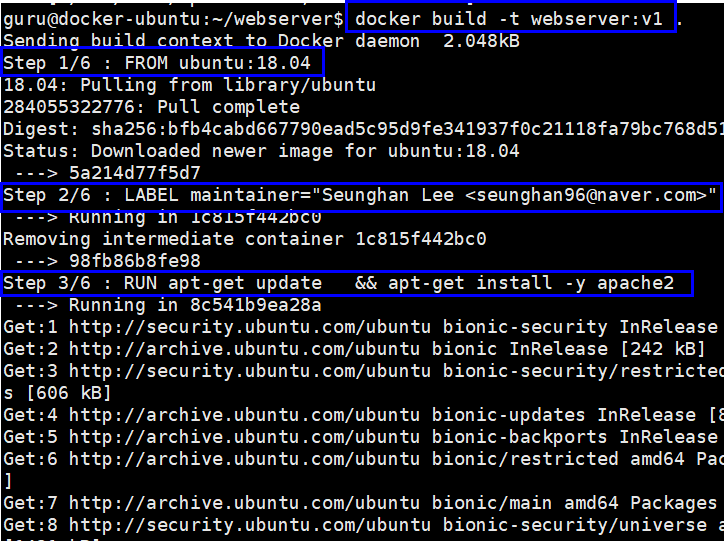 guru@docker-ubuntu:~/webserver$ docker build -t webserver:v1 .
Sending build context to Docker daemon  2.048kB
Step 1/6 : FROM ubuntu:18.04
18.04: Pulling from library/ubuntu
284055322776: Pull complete
Digest: sha256:bfb4cabd667790ead5c95d9fe341937f0c21118fa79bc768d51
Status: Downloaded newer image for ubuntu:18.04
 ---> 5a214d77f5d7
Step 2/6 : LABEL maintainer="Seunghan Lee <seunghan96@naver.com>"
 ---> Running in 1c815f442bc0
Removing intermediate container 1c815f442bc0
 ---> 98fb86b8fe98
Step 3/6 : RUN apt-get update   && apt-get install -y apache2
 ---> Running in 8c541b9ea28a
Get:1 http://security.ubuntu.com/ubuntu bionic-security InRelease
Get:2 http://archive.ubuntu.com/ubuntu bionic InRelease [242 kB]
Get:3 http://security.ubuntu.com/ubuntu bionic-security/restricted
s [606 kB]
Get:4 http://archive.ubuntu.com/ubuntu bionic-updates InRelease [8
Get:5 http://archive.ubuntu.com/ubuntu bionic-backports InRelease
Get:6 http://archive.ubuntu.com/ubuntu bionic/restricted amd64 Pac
]
Get:7 http://archive.ubuntu.com/ubuntu bionic/main amd64 Packages
Get:8 http://security.ubuntu.com/ubuntu bionic-security/universe a